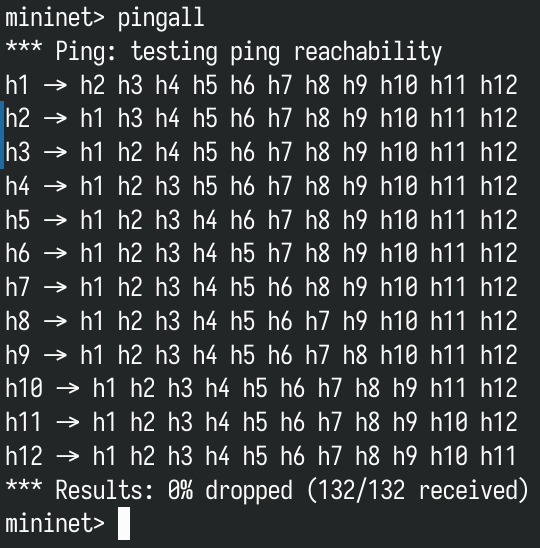 mininet> pingall
*** Ping: testing ping reachability
h1 -> h2 h3 h4 h5 h6 h7 h8 h9 h10 h11 h12
h2 -> h1 h3 h4 h5 h6 h7 h8 h9 h10 h11 h12
h3 -> h1 h2 h4 h5 h6 h7 h8 h9 h10 h11 h12
h4 -> h1 h2 h3 h5 h6 h7 h8 h9 h10 h11 h12
h5 -> h1 h2 h3 h4 h6 h7 h8 h9 h10 h11 h12
h6 -> h1 h2 h3 h4 h5 h7 h8 h9 h10 h11 h12
h7 -> h1 h2 h3 h4 h5 h6 h8 h9 h10 h11 h12
h8 -> h1 h2 h3 h4 h5 h6 h7 h9 h10 h11 h12
h9 -> h1 h2 h3 h4 h5 h6 h7 h8 h10 h11 h12
h10 -> h1 h2 h3 h4 h5 h6 h7 h8 h9 h11 h12
h11 -> h1 h2 h3 h4 h5 h6 h7 h8 h9 h10 h12
h12 -> h1 h2 h3 h4 h5 h6 h7 h8 h9 h10 h11
*** Results: 0% dropped (132/132 received)
mininet>